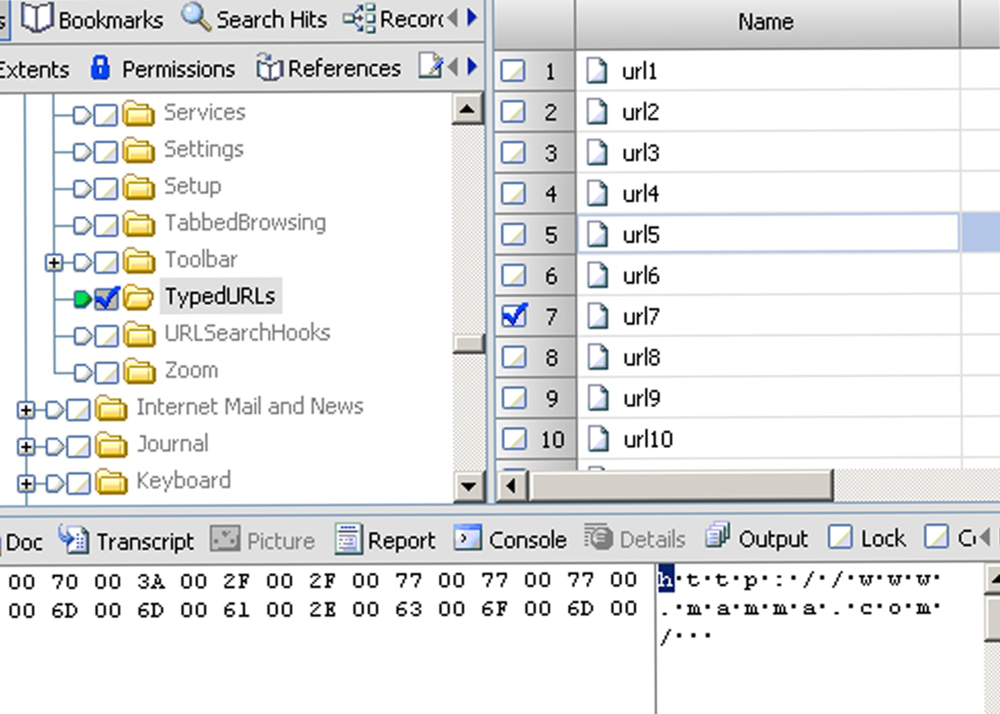 Bookmarks Search Hits Recor
Extents Permissions References
Services
Settings
Setup
TabbedBrowsing
Toolbar
TypedURLs
URLSearchHooks
Zoom
Internet Mail and News
Journal
Keyboard
Name
1 url1
2 url2
3 url3
4 url4
5 url5
6 url6
7 url7
8 url8
9 url9
10 url10
Doc Transcript Picture Report Console Details Output Lock
00 70 00 3A 00 2F 00 2F 00 77 00 77 00 77 00
00 6D 00 6D 00 61 00 2E 00 63 00 6F 00 6D 00
h·t·t·p·:·/·/·w·w·w·
.·m·a·m·m·a·.·c·o·m·
/···